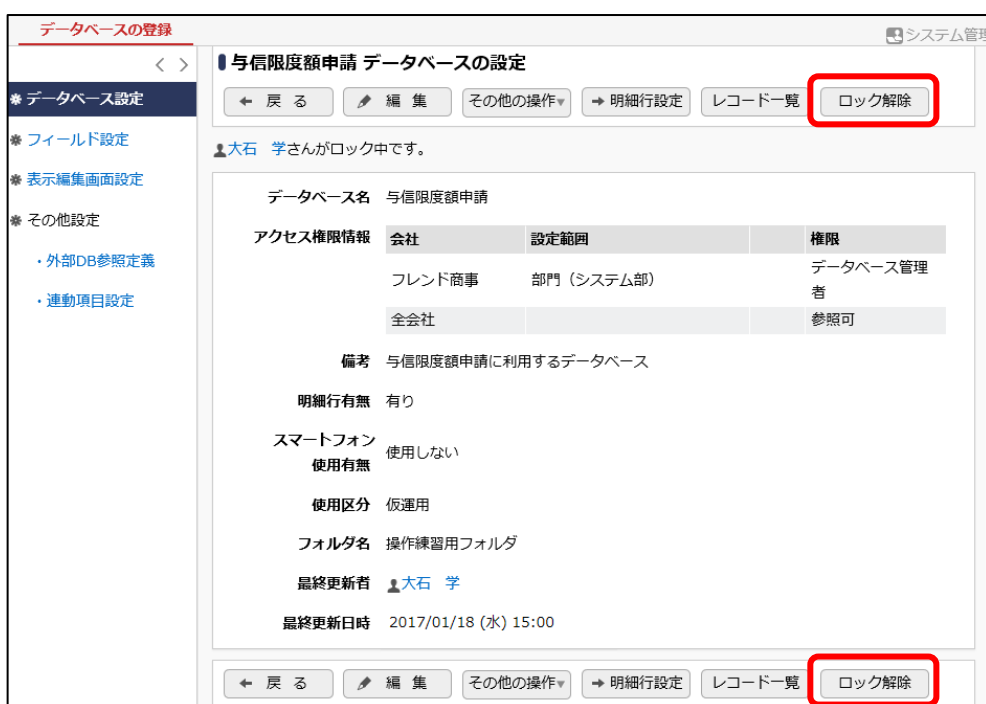 データベースの登録
システム管理
< >
与信限度額申請 データベースの設定
データベース設定
フィールド設定
表示編集画面設定
その他設定
・外部DB参照定義
・連動項目設定
戻 る 編 集 その他の操作▾ 明細行設定 レコード一覧 ロック解除
大石 学さんがロック中です。
データベース名 与信限度額申請
アクセス権限情報 会社 設定範囲 権限
フレンド商事 部門（システム部） データベース管理
者
全会社 参照可
備考 与信限度額申請に利用するデータベース
明細行有無 有り
スマートフォン
使用有無 使用しない
使用区分 仮運用
フォルダ名 操作練習用フォルダ
最終更新者 大石 学
最終更新日時 2017/01/18 (水) 15:00
戻 る 編 集 その他の操作▾ 明細行設定 レコード一覧 ロック解除